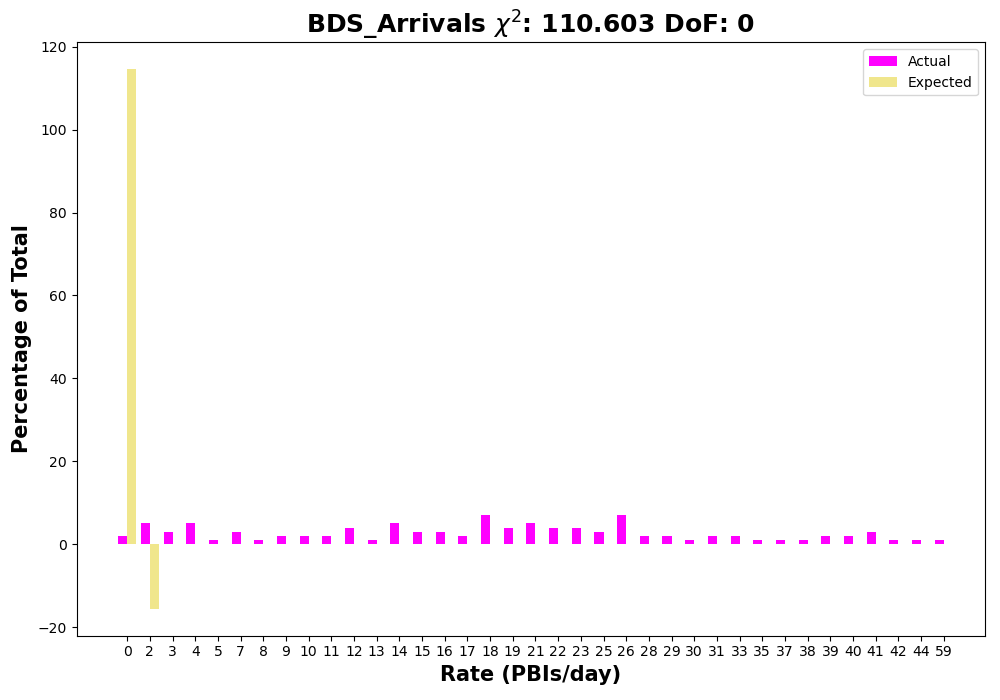 BDS_Arrivals χ²: 110.603 DoF: 0
Actual
Expected
120
100
80
60
40
20
0
−20
Percentage of Total
0 2 3 4 5 7 8 9 10 11 12 13 14 15 16 17 18 19 21 22 23 25 26 28 29 30 31 33 35 37 38 39 40 41 42 44 59
Rate (PBIs/day)